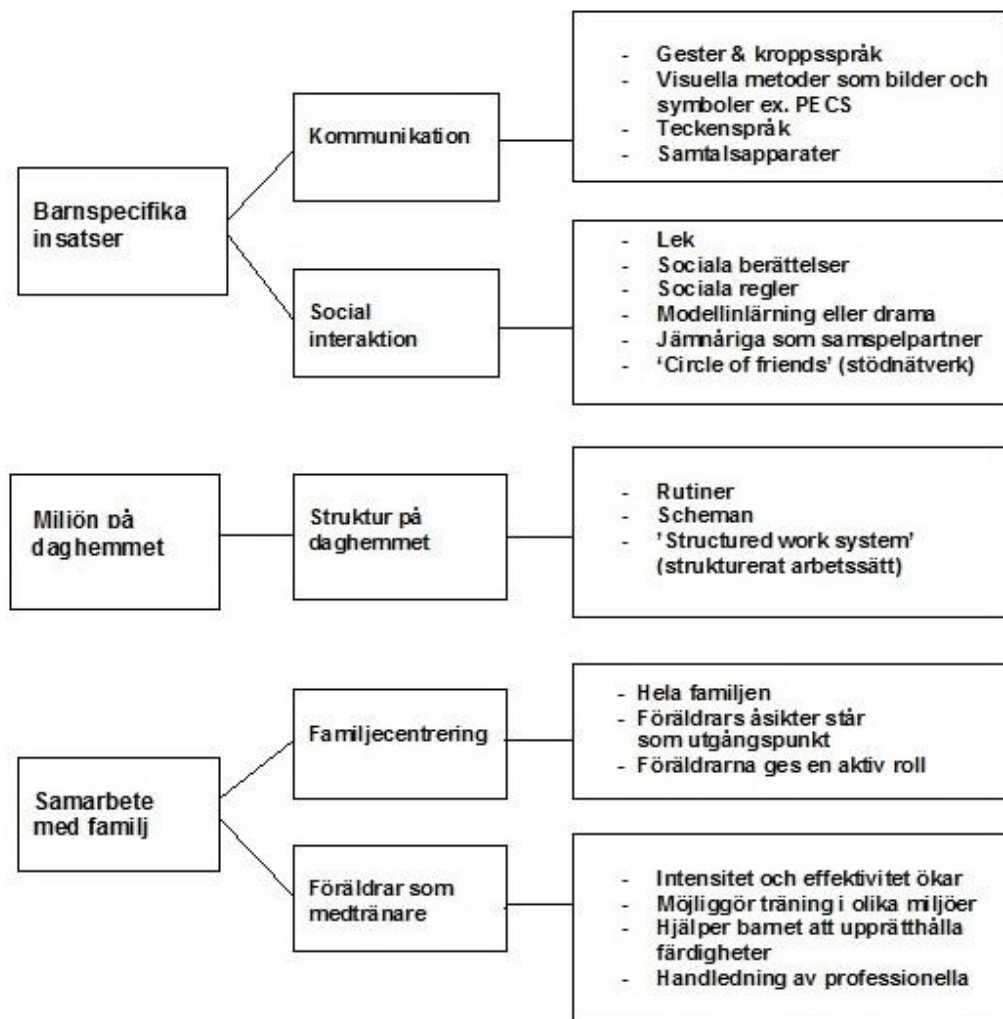 Barnspecifika
insatser
Kommunikation
- Gester & kroppsspråk
- Visuella metoder som bilder och
symboler ex. PECS
- Teckenspråk
- Samtalsapparater
Social
interaktion
- Lek
- Sociala berättelser
- Sociala regler
- Modellinlärning eller drama
- Jämnåriga som samspelpartner
- ‘Circle of friends’ (stödnätverk)
Miljön på
daghemmet
Struktur på
daghemmet
- Rutiner
- Scheman
- ’Structured work system’
(strukturerat arbetssätt)
Samarbete
med familj
Familjecentrering
- Hela familjen
- Föräldrars åsikter står
som utgångspunkt
- Föräldrarna ges en aktiv roll
Föräldrar som
medtränare
- Intensitet och effektivitet ökar
- Möjliggör träning i olika miljöer
- Hjälper barnet att upprätthålla
färdigheter
- Handledning av professionella